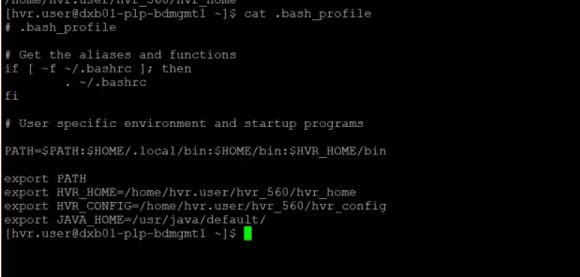 /home/hvr.user/hvr_560/hvr_home
[hvr.user@dxb01-plp-bdmgmt1 ~]$ cat .bash_profile
# .bash_profile
# Get the aliases and functions
if [ -f ~/.bashrc ]; then
. ~/.bashrc
fi
# User specific environment and startup programs
PATH=$PATH:$HOME/.local/bin:$HOME/bin:$HVR_HOME/bin
export PATH
export HVR_HOME=/home/hvr.user/hvr_560/hvr_home
export HVR_CONFIG=/home/hvr.user/hvr_560/hvr_config
export JAVA_HOME=/usr/java/default/
[hvr.user@dxb01-plp-bdmgmt1 ~]$